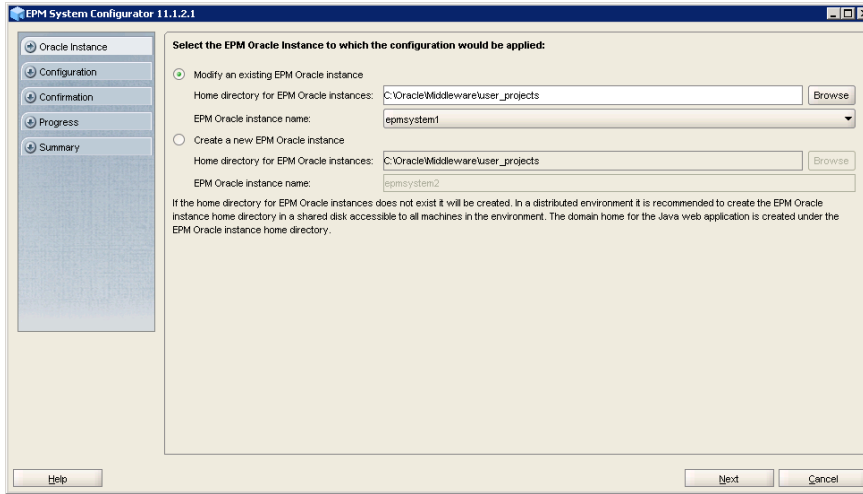 EPM System Configurator 11.1.2.1
Oracle Instance
Configuration
Confirmation
Progress
Summary
Select the EPM Oracle Instance to which the configuration would be applied:
Modify an existing EPM Oracle instance
Home directory for EPM Oracle instances: C:\Oracle\Middleware\user_projects Browse
EPM Oracle instance name: epmsystem1
Create a new EPM Oracle instance
Home directory for EPM Oracle instances: C:\Oracle\Middleware\user_projects Browse
EPM Oracle instance name: epmsystem2
If the home directory for EPM Oracle instances does not exist it will be created. In a distributed environment it is recommended to create the EPM Oracle
instance home directory in a shared disk accessible to all machines in the environment. The domain home for the Java web application is created under the
EPM Oracle instance home directory.
Help Next Cancel